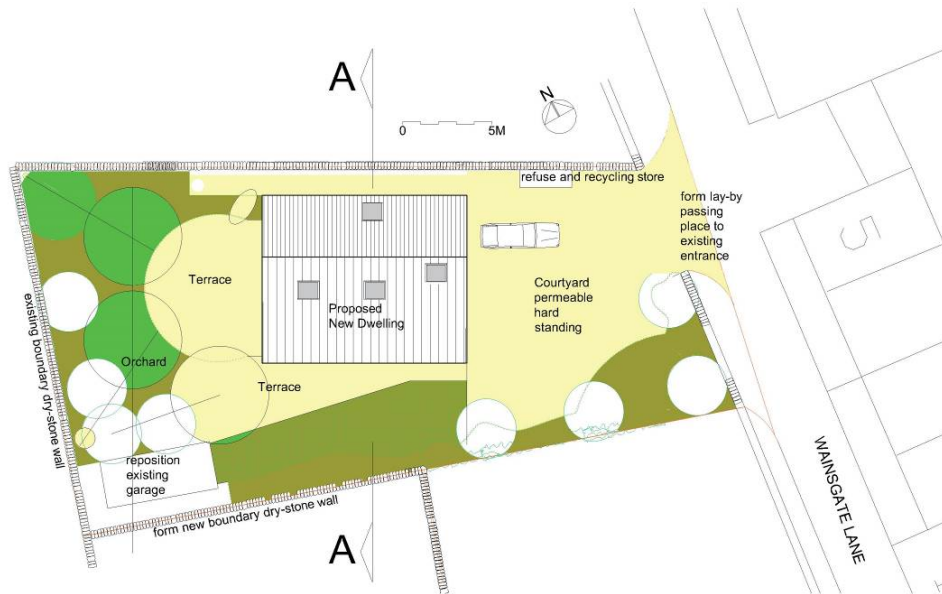 A
N
0
5M
refuse and recycling store
form lay-by
passing
place to
existing
entrance
5
Terrace
Courtyard
permeable
hard
standing
Proposed
New Dwelling
existing boundary dry-stone wall
Orchard
Terrace
reposition
existing
garage
form new boundary dry-stone wall
WAINSGATE LANE
A